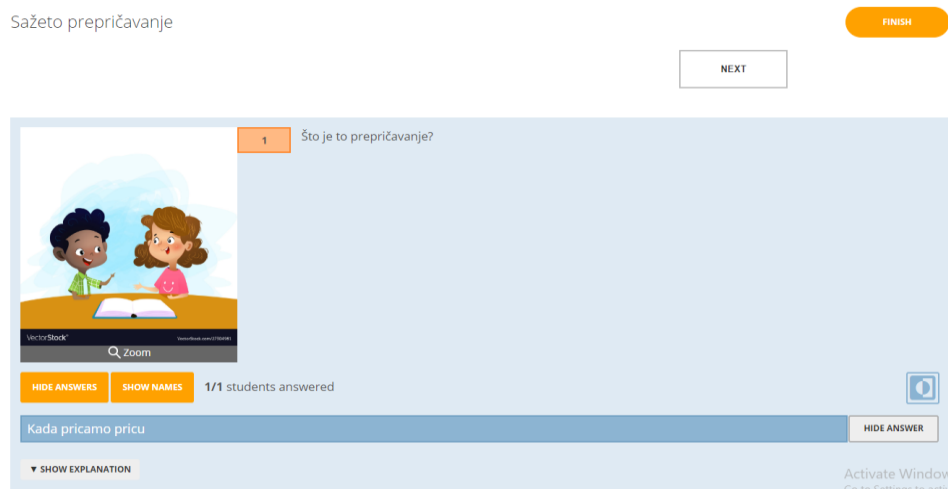 Sažeto prepričavanje
FINISH
NEXT
1
Što je to prepričavanje?
VectorStock®
Zoom
HIDE ANSWERS
SHOW NAMES
1/1 students answered
Kada pricamo pricu
HIDE ANSWER
▼ SHOW EXPLANATION
Activate Window